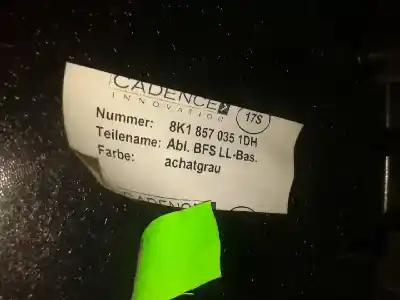 CADENCE
INNOVATION
17S
Nummer: 8K1 857 035 1DH
Teilename: Abl. BFS LL-Bas.
Farbe: achatgrau